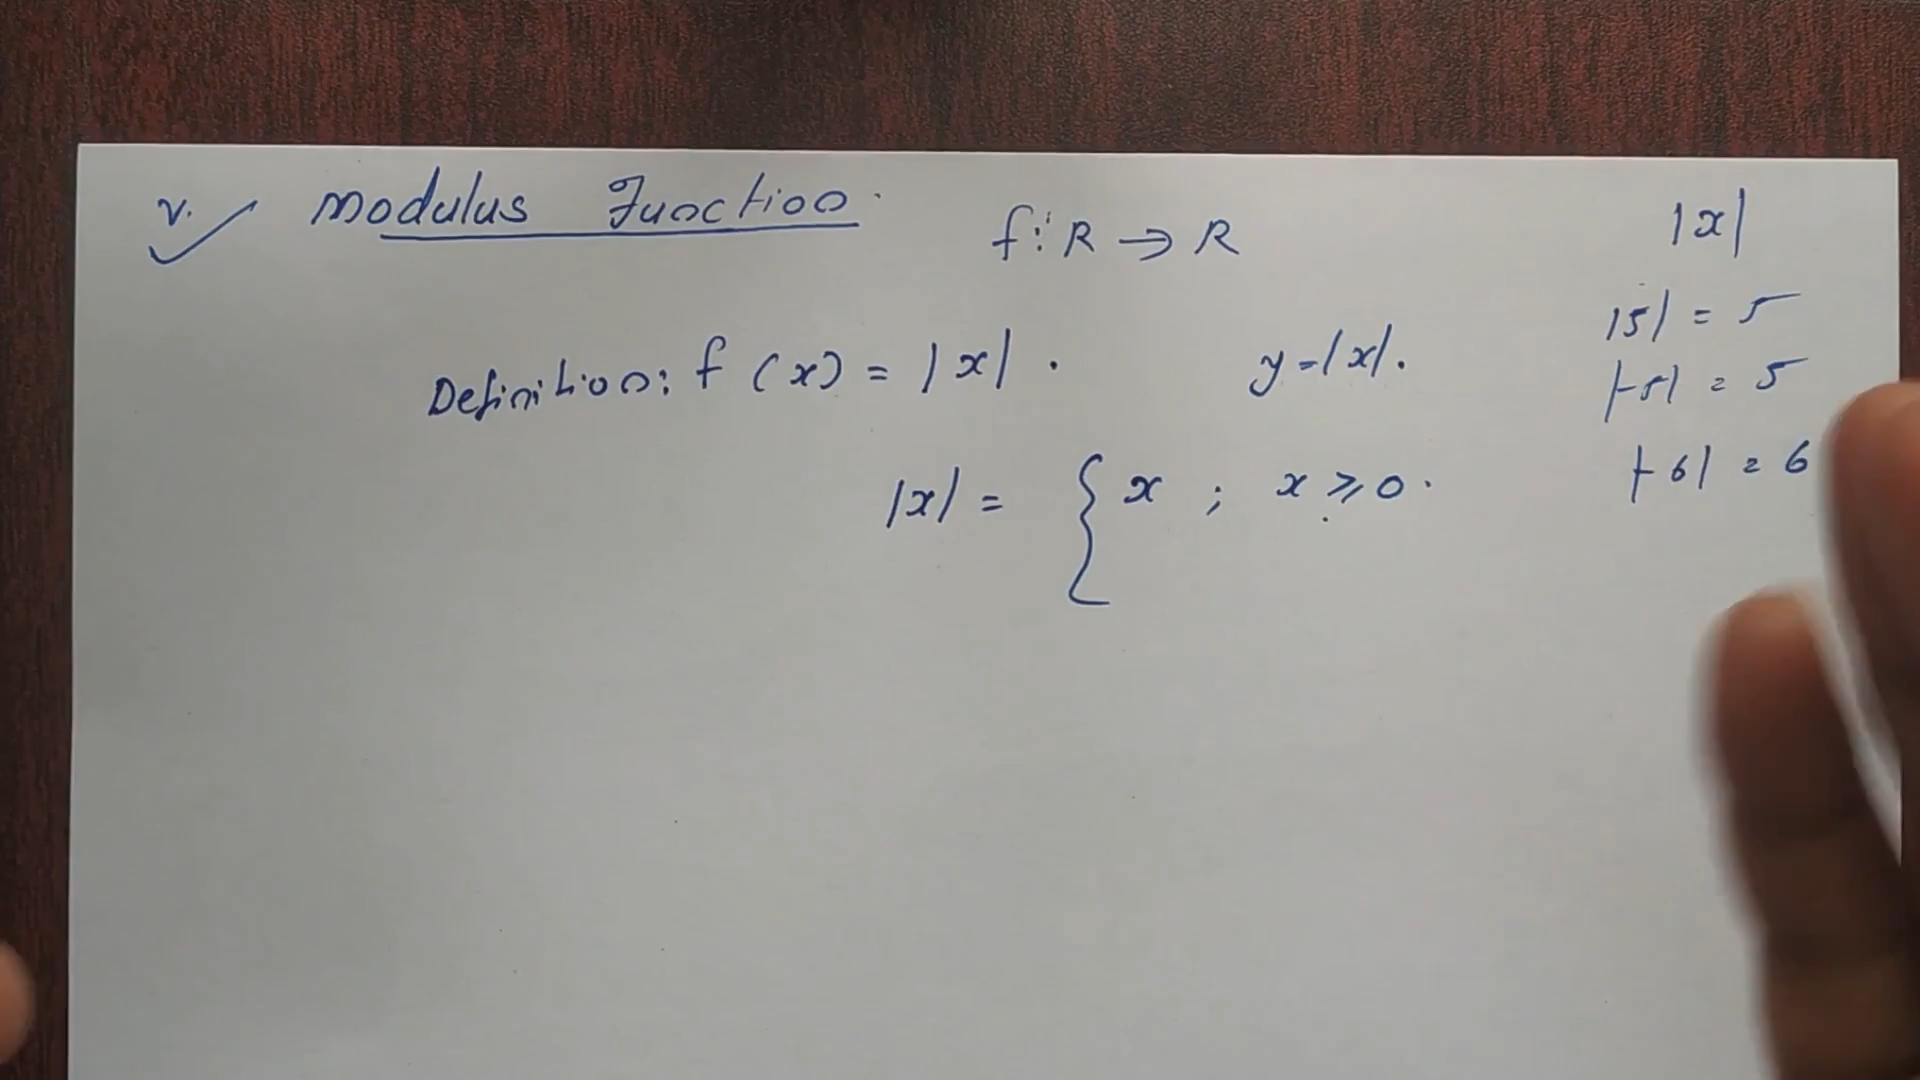 v. Modulus Function.
f: R → R
Definition: f(x) = |x|.
y = |x|.
|x| = { x ; x ≥ 0.
|x|
|5| = 5
|-5| = 5
|-6| = 6